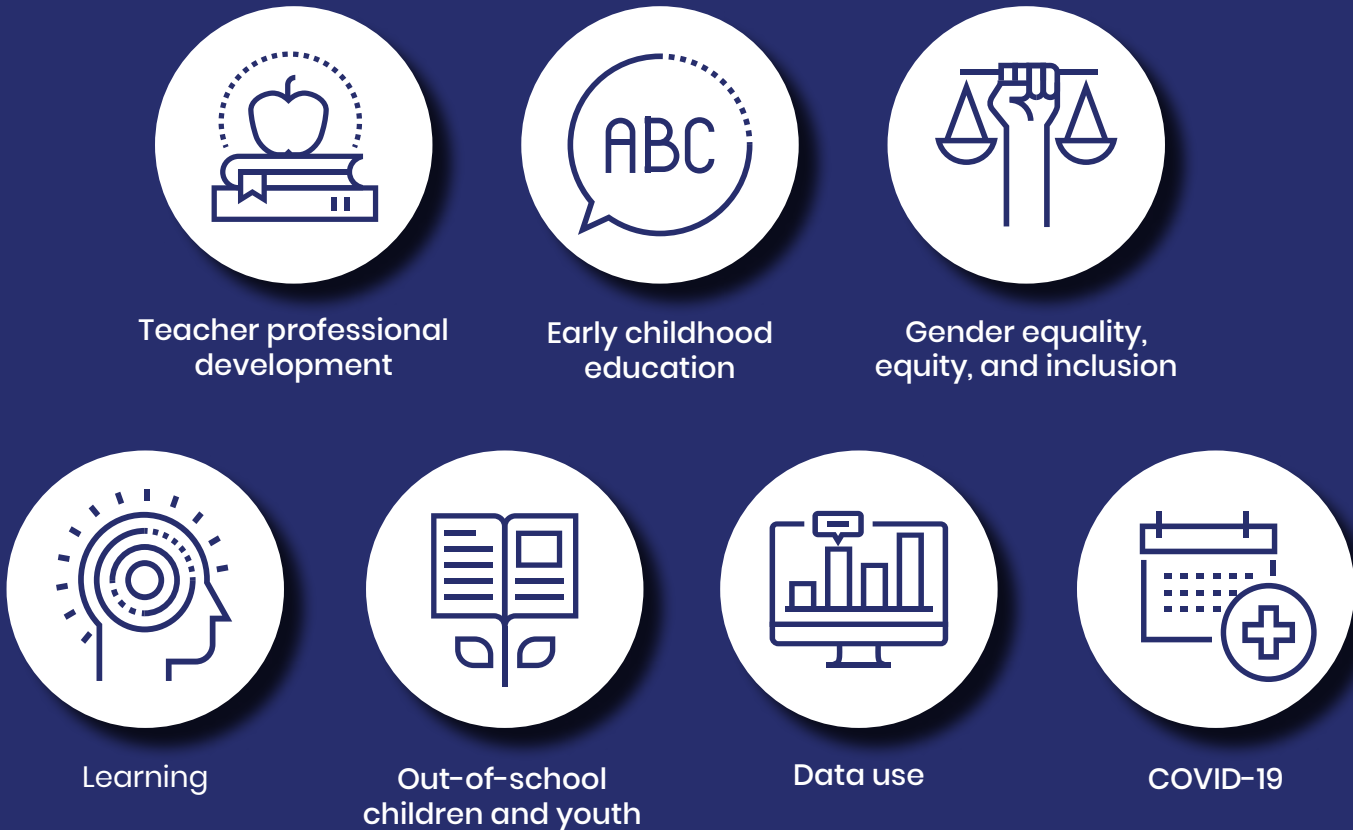 ABC
Teacher professional
development
Early childhood
education
Gender equality,
equity, and inclusion
Learning
Out-of-school
children and youth
Data use
COVID-19